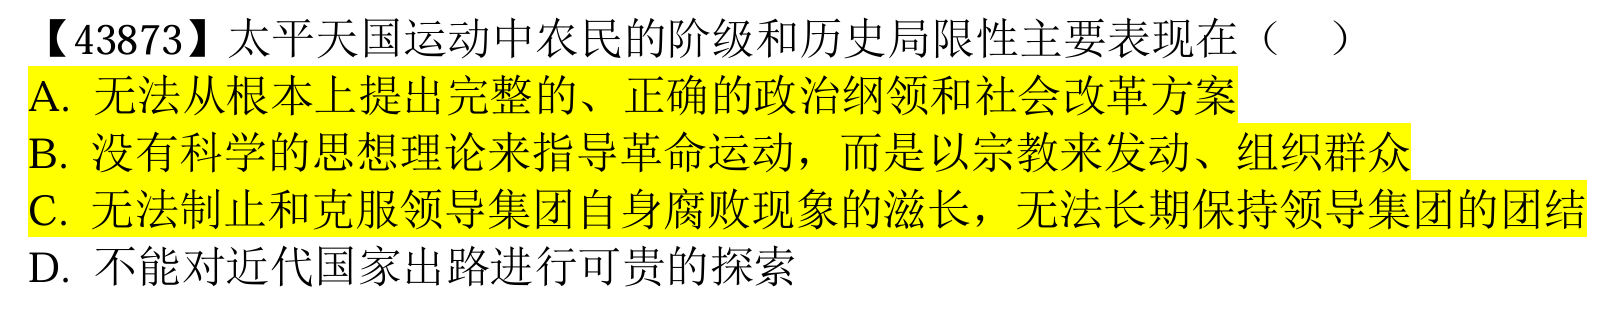 【43873】太平天国运动中农民的阶级和历史局限性主要表现在（　）
A. 无法从根本上提出完整的、正确的政治纲领和社会改革方案
B. 没有科学的思想理论来指导革命运动，而是以宗教来发动、组织群众
C. 无法制止和克服领导集团自身腐败现象的滋长，无法长期保持领导集团的团结
D. 不能对近代国家出路进行可贵的探索